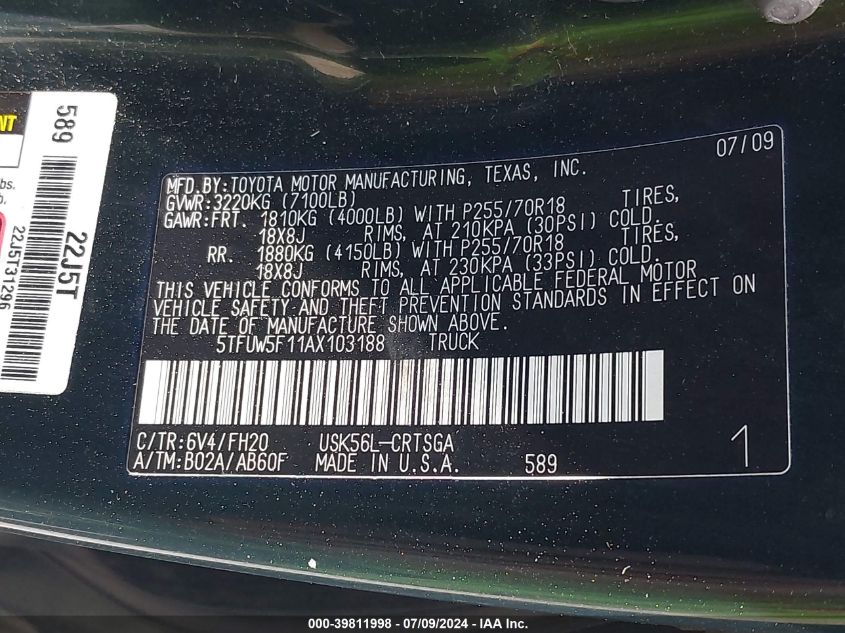 NT
bs.
b.
589
22J5T
22J5T31296
07/09
MFD.BY:TOYOTA MOTOR MANUFACTURING, TEXAS, INC.
GVWR:3220KG (7100LB)
GAWR:FRT. 1810KG (4000LB) WITH P255/70R18 TIRES,
18X8J RIMS, AT 210KPA (30PSI) COLD.
RR. 1880KG (4150LB) WITH P255/70R18 TIRES,
18X8J RIMS, AT 230KPA (33PSI) COLD.
THIS VEHICLE CONFORMS TO ALL APPLICABLE FEDERAL MOTOR
VEHICLE SAFETY AND THEFT PREVENTION STANDARDS IN EFFECT ON
THE DATE OF MANUFACTURE SHOWN ABOVE.
5TFUW5F11AX103188 TRUCK
C/TR:6V4/FH20 USK56L-CRTSGA
A/TM:B02A/AB60F MADE IN U.S.A. 589
1
000-39811998 - 07/09/2024 - IAA Inc.